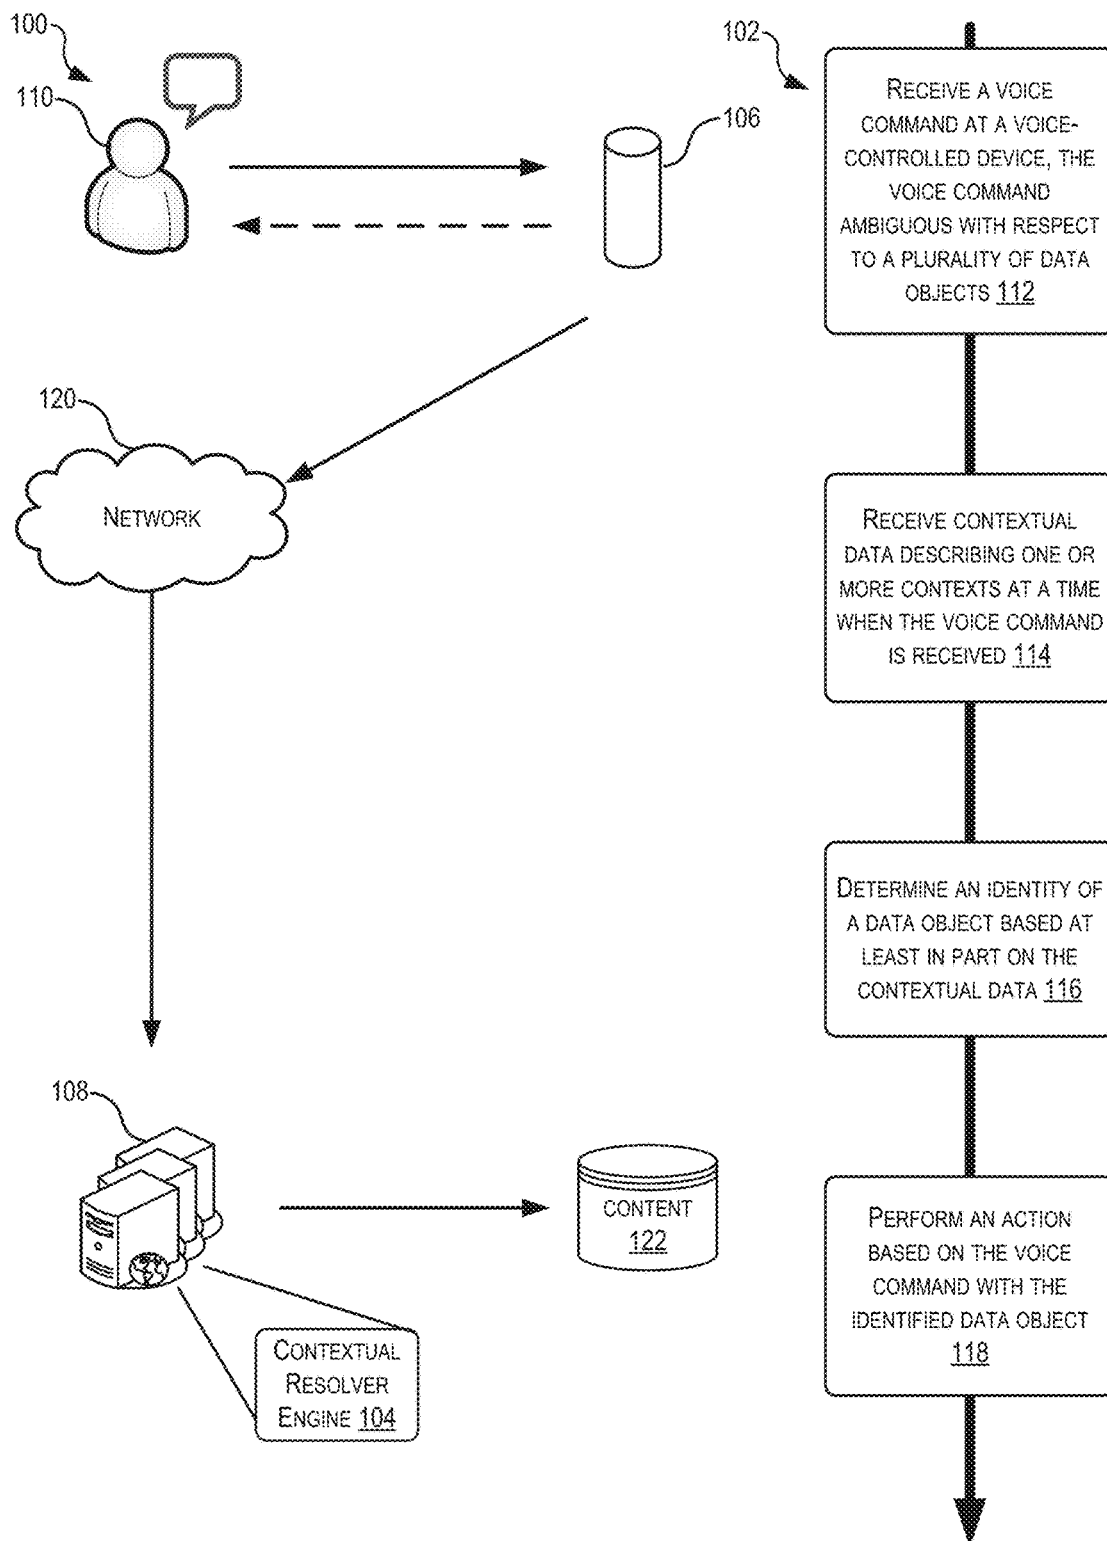 100
110
106
120
NETWORK
108
CONTENT
122
CONTEXTUAL
RESOLVER
ENGINE 104
102
RECEIVE A VOICE
COMMAND AT A VOICE-
CONTROLLED DEVICE, THE
VOICE COMMAND
AMBIGUOUS WITH RESPECT
TO A PLURALITY OF DATA
OBJECTS 112
RECEIVE CONTEXTUAL
DATA DESCRIBING ONE OR
MORE CONTEXTS AT A TIME
WHEN THE VOICE COMMAND
IS RECEIVED 114
DETERMINE AN IDENTITY OF
A DATA OBJECT BASED AT
LEAST IN PART ON THE
CONTEXTUAL DATA 116
PERFORM AN ACTION
BASED ON THE VOICE
COMMAND WITH THE
IDENTIFIED DATA OBJECT
118